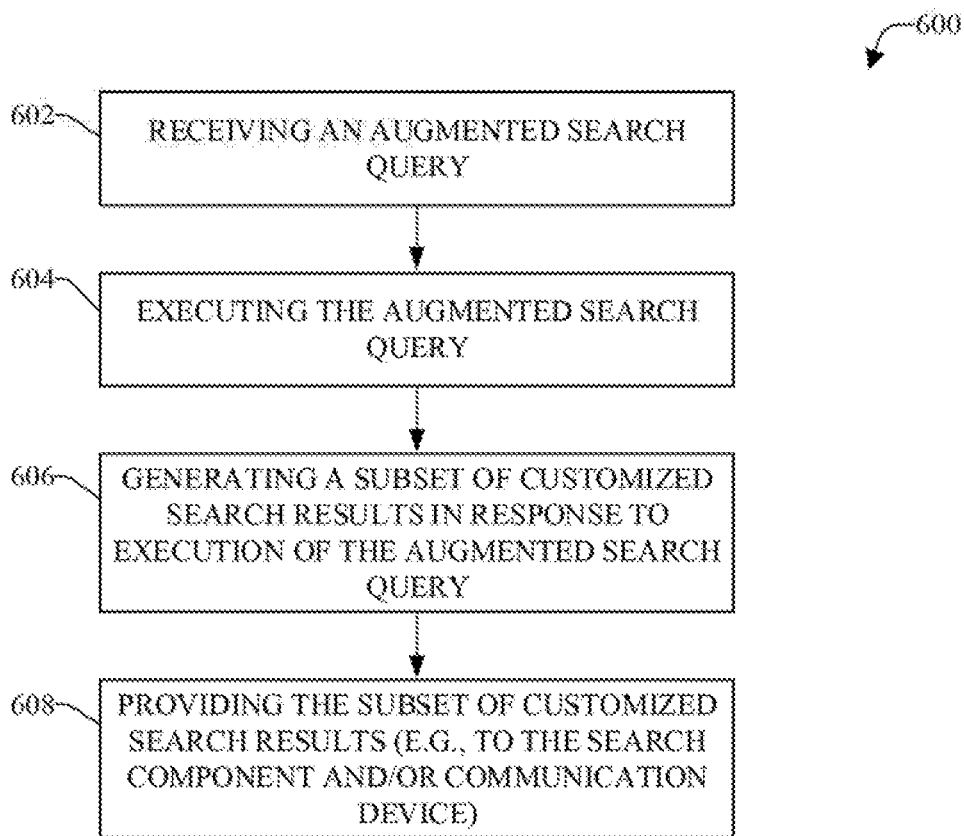 600
602
RECEIVING AN AUGMENTED SEARCH
QUERY
604
EXECUTING THE AUGMENTED SEARCH
QUERY
606
GENERATING A SUBSET OF CUSTOMIZED
SEARCH RESULTS IN RESPONSE TO
EXECUTION OF THE AUGMENTED SEARCH
QUERY
608
PROVIDING THE SUBSET OF CUSTOMIZED
SEARCH RESULTS (E.G., TO THE SEARCH
COMPONENT AND/OR COMMUNICATION
DEVICE)